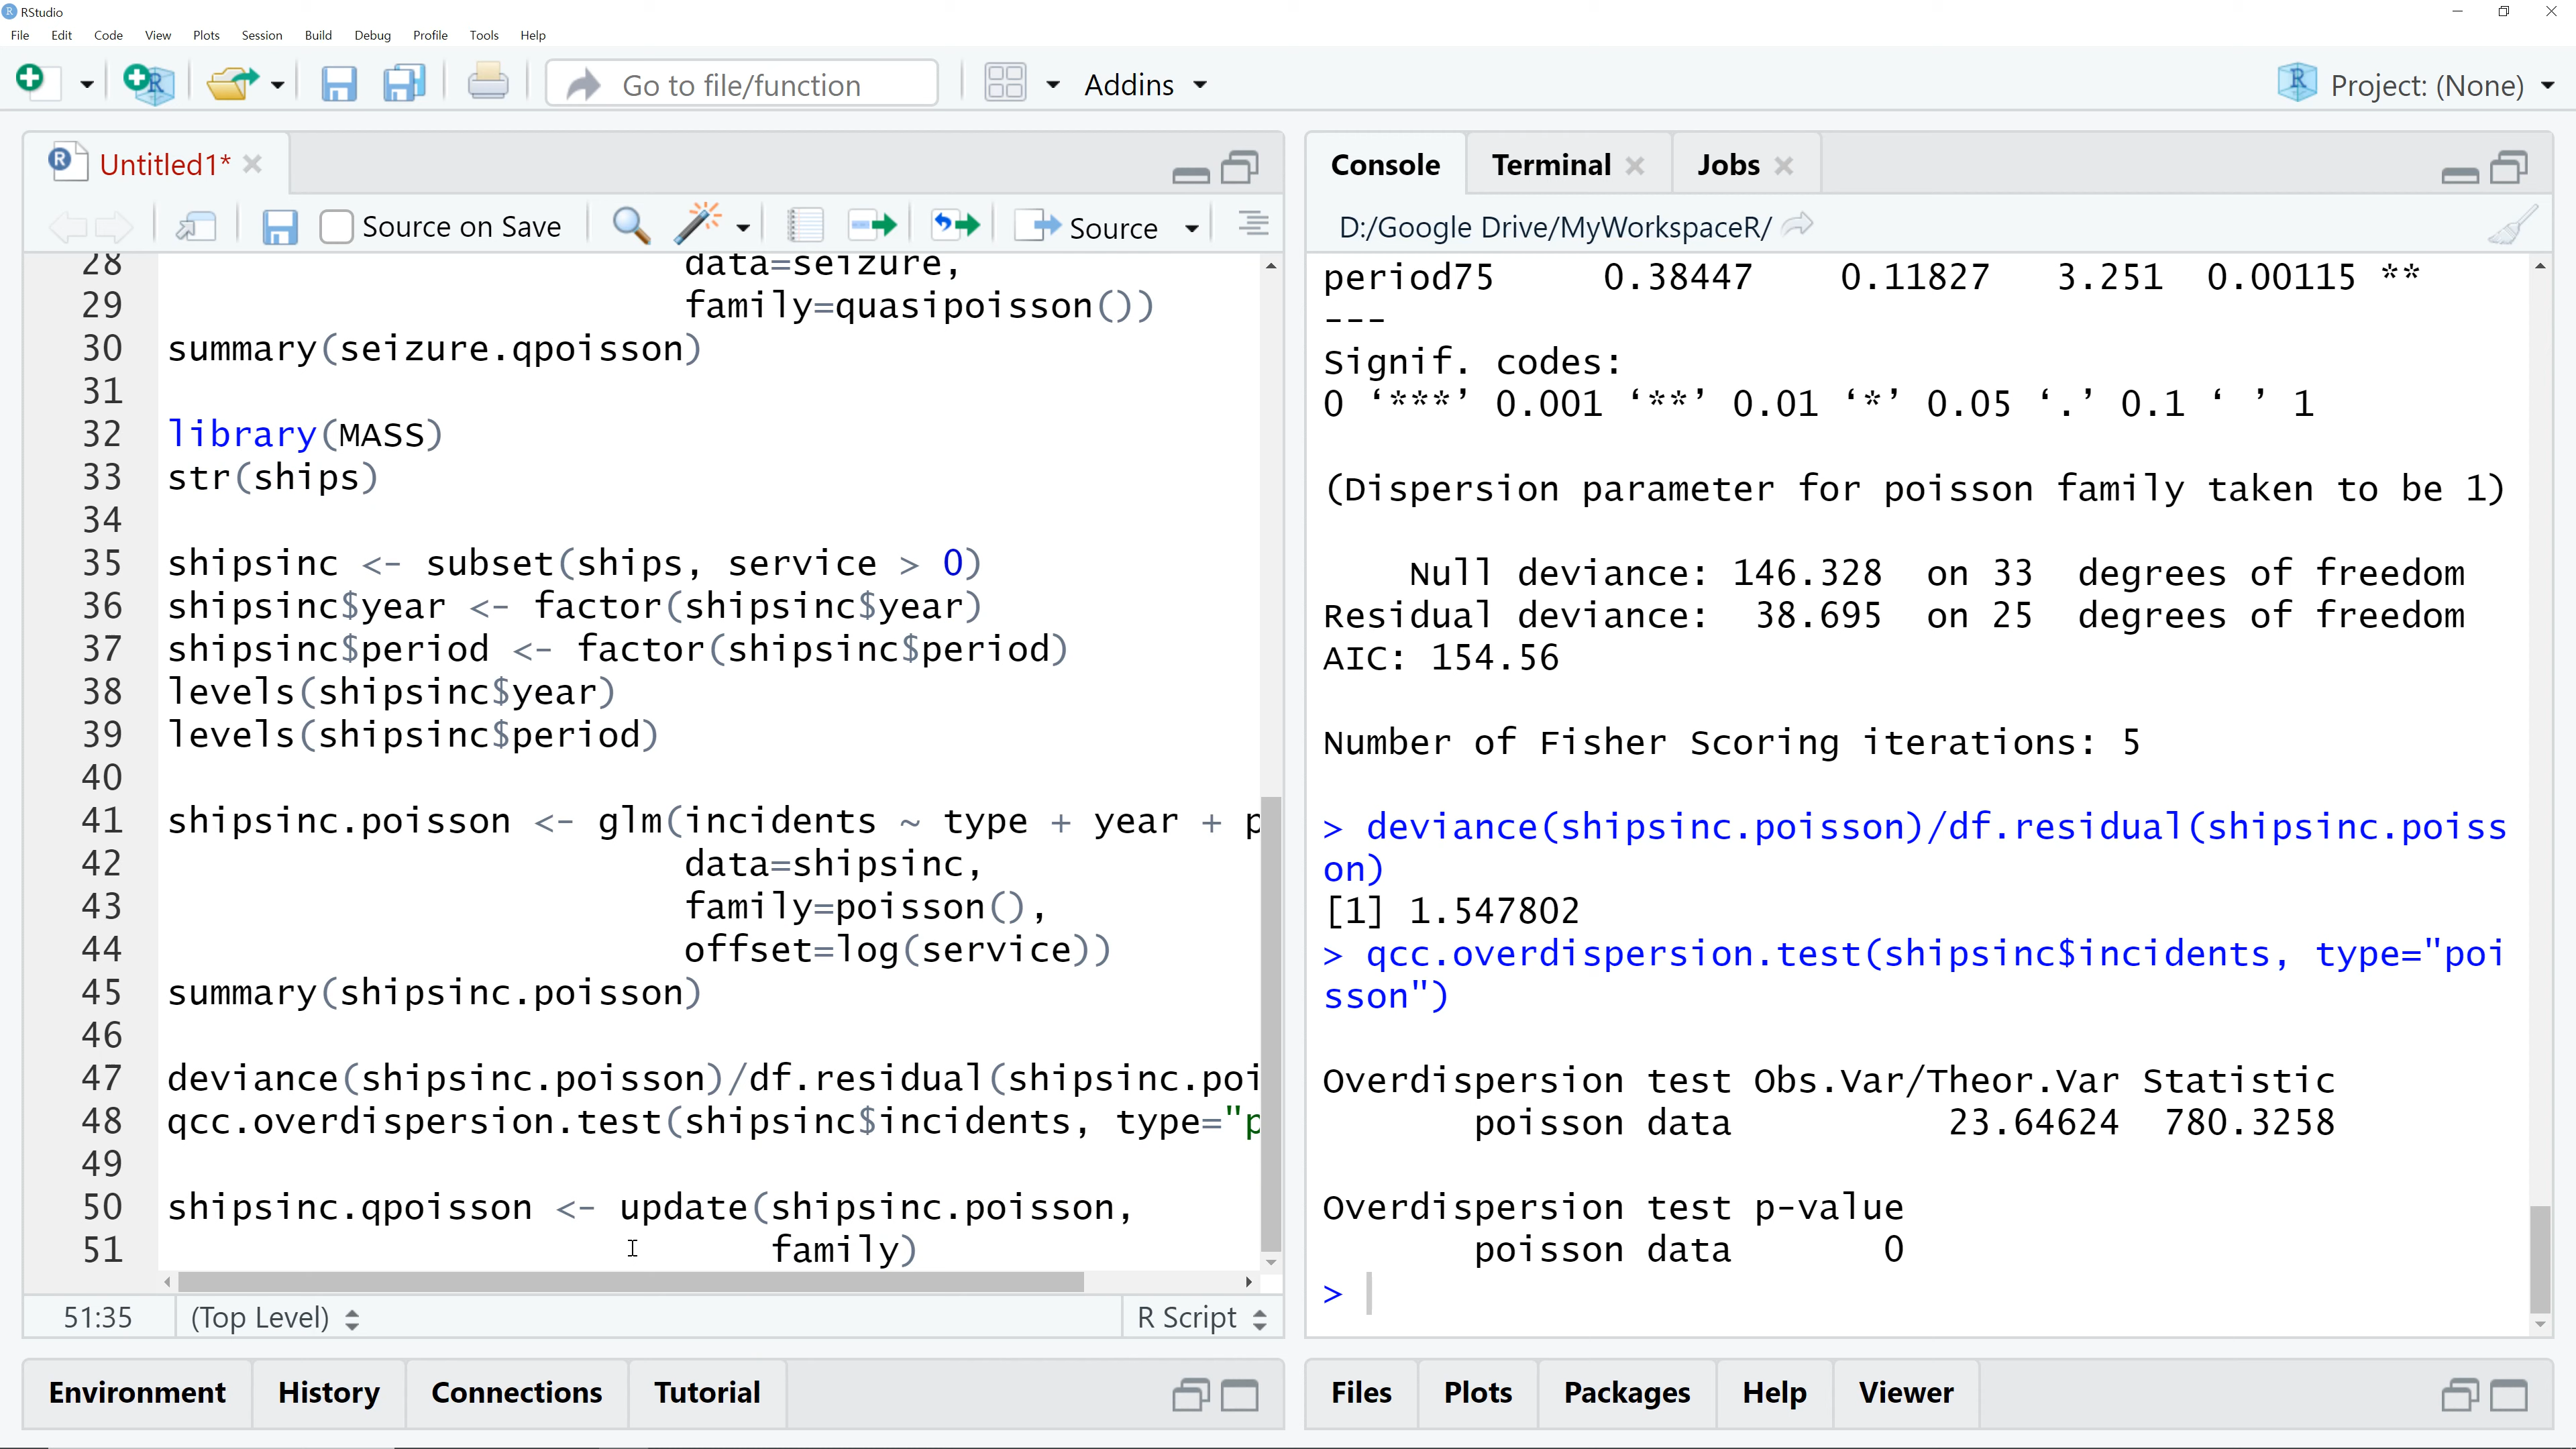 RStudio
File Edit Code View Plots Session Build Debug Profile Tools Help
Go to file/function Addins Project: (None)
Untitled1*
Source on Save Source
28 data=seizure,
29 family=quasipoisson())
30 summary(seizure.qpoisson)
31
32 library(MASS)
33 str(ships)
34
35 shipsinc <- subset(ships, service > 0)
36 shipsinc$year <- factor(shipsinc$year)
37 shipsinc$period <- factor(shipsinc$period)
38 levels(shipsinc$year)
39 levels(shipsinc$period)
40
41 shipsinc.poisson <- glm(incidents ~ type + year + p
42 data=shipsinc,
43 family=poisson(),
44 offset=log(service))
45 summary(shipsinc.poisson)
46
47 deviance(shipsinc.poisson)/df.residual(shipsinc.poi
48 qcc.overdispersion.test(shipsinc$incidents, type="p
49
50 shipsinc.qpoisson <- update(shipsinc.poisson,
51 family)
51:35 (Top Level) R Script
Environment History Connections Tutorial
Console Terminal Jobs
D:/Google Drive/MyWorkspaceR/
period75 0.38447 0.11827 3.251 0.00115 **
---
Signif. codes:
0 ‘***’ 0.001 ‘**’ 0.01 ‘*’ 0.05 ‘.’ 0.1 ‘ ’ 1
(Dispersion parameter for poisson family taken to be 1)
Null deviance: 146.328 on 33 degrees of freedom
Residual deviance: 38.695 on 25 degrees of freedom
AIC: 154.56
Number of Fisher Scoring iterations: 5
> deviance(shipsinc.poisson)/df.residual(shipsinc.poiss
on)
[1] 1.547802
> qcc.overdispersion.test(shipsinc$incidents, type="poi
sson")
Overdispersion test Obs.Var/Theor.Var Statistic
poisson data 23.64624 780.3258
Overdispersion test p-value
poisson data 0
>
Files Plots Packages Help Viewer